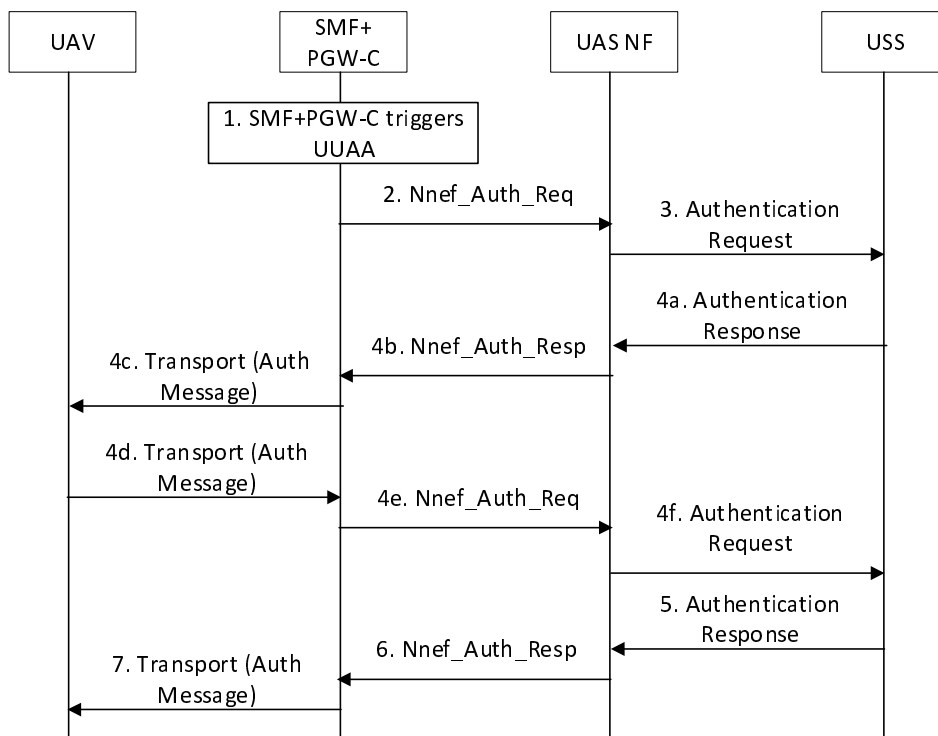 UAV
SMF+
PGW-C
UAS NF
USS
1. SMF+PGW-C triggers
UUAA
2. Nnef_Auth_Req
3. Authentication
Request
4a. Authentication
Response
4b. Nnef_Auth_Resp
4c. Transport (Auth
Message)
4d. Transport (Auth
Message)
4e. Nnef_Auth_Req
4f. Authentication
Request
5. Authentication
Response
6. Nnef_Auth_Resp
7. Transport (Auth
Message)